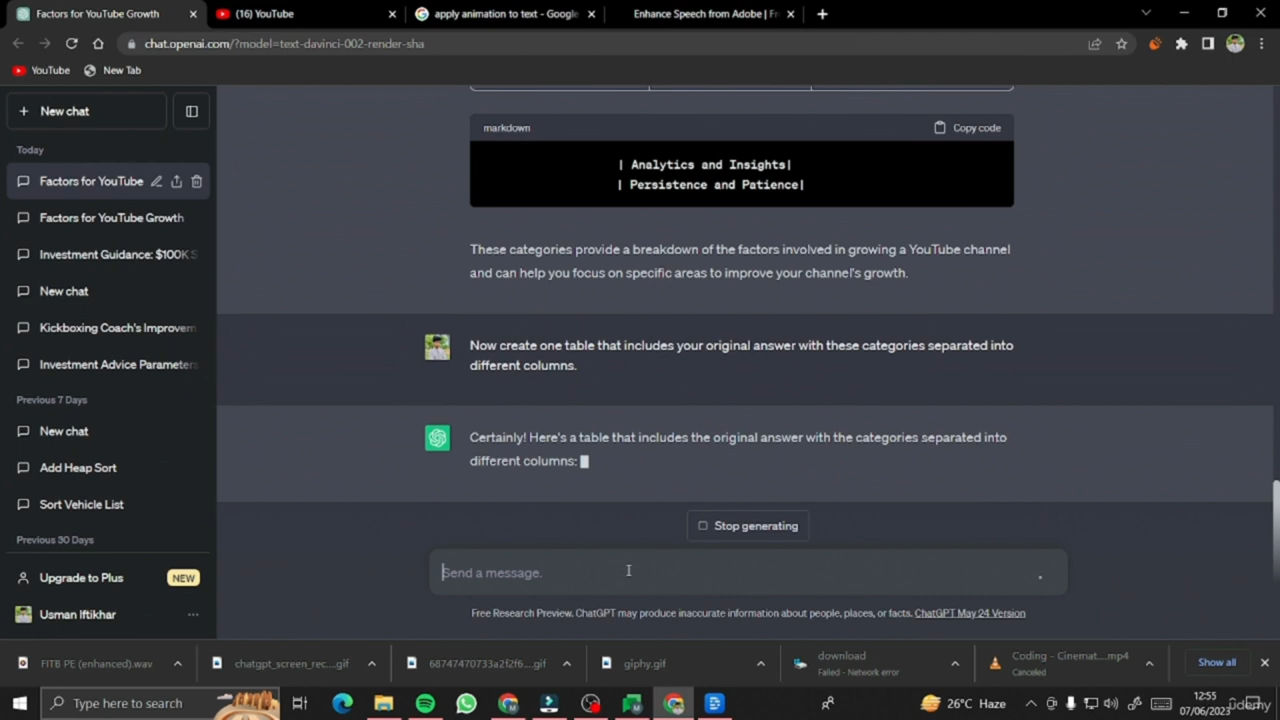 Factors for YouTube Growth
(16) YouTube
apply animation to text - Google
Enhance Speech from Adobe | Fr
chat.openai.com/?model=text-davinci-002-render-sha
YouTube
New Tab
New chat
Today
Factors for YouTube
Factors for YouTube Growth
Investment Guidance: $100K S
New chat
Kickboxing Coach's Improvem
Investment Advice Parameters
Previous 7 Days
New chat
Add Heap Sort
Sort Vehicle List
Previous 30 Days
Upgrade to Plus
NEW
Usman Iftikhar
markdown
Copy code
| Analytics and Insights|
| Persistence and Patience|
These categories provide a breakdown of the factors involved in growing a YouTube channel
and can help you focus on specific areas to improve your channel's growth.
Now create one table that includes your original answer with these categories separated into
different columns.
Certainly! Here's a table that includes the original answer with the categories separated into
different columns:
Stop generating
Send a message.
Free Research Preview. ChatGPT may produce inaccurate information about people, places, or facts. ChatGPT May 24 Version
FITB PE (enhanced).wav
chatgpt_screen_rec....gif
68747470733a2f2f6....gif
giphy.gif
download
Failed - Network error
Coding - Cinemat....mp4
Canceled
Show all
Type here to search
26°C Haze
12:55
07/06/2023
udemy